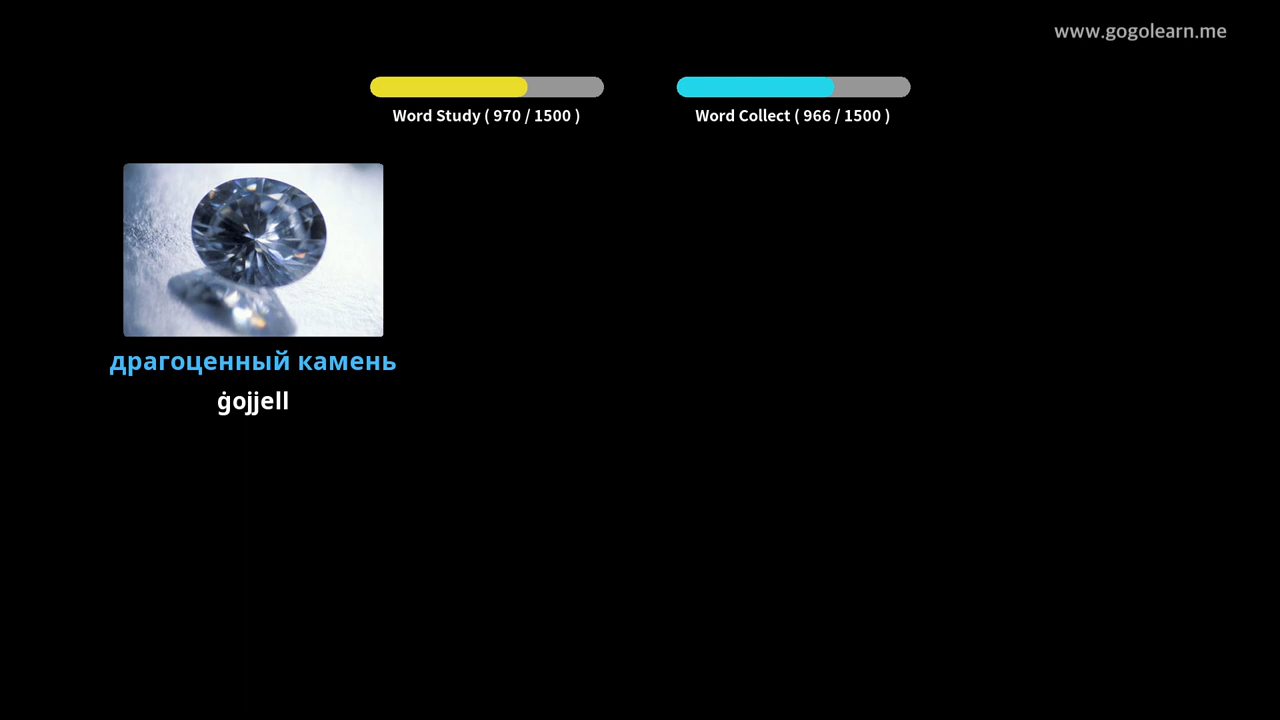 www.gogolearn.me
Word Study ( 970 / 1500 )
Word Collect ( 966 / 1500 )
драгоценный камень
ġojjell